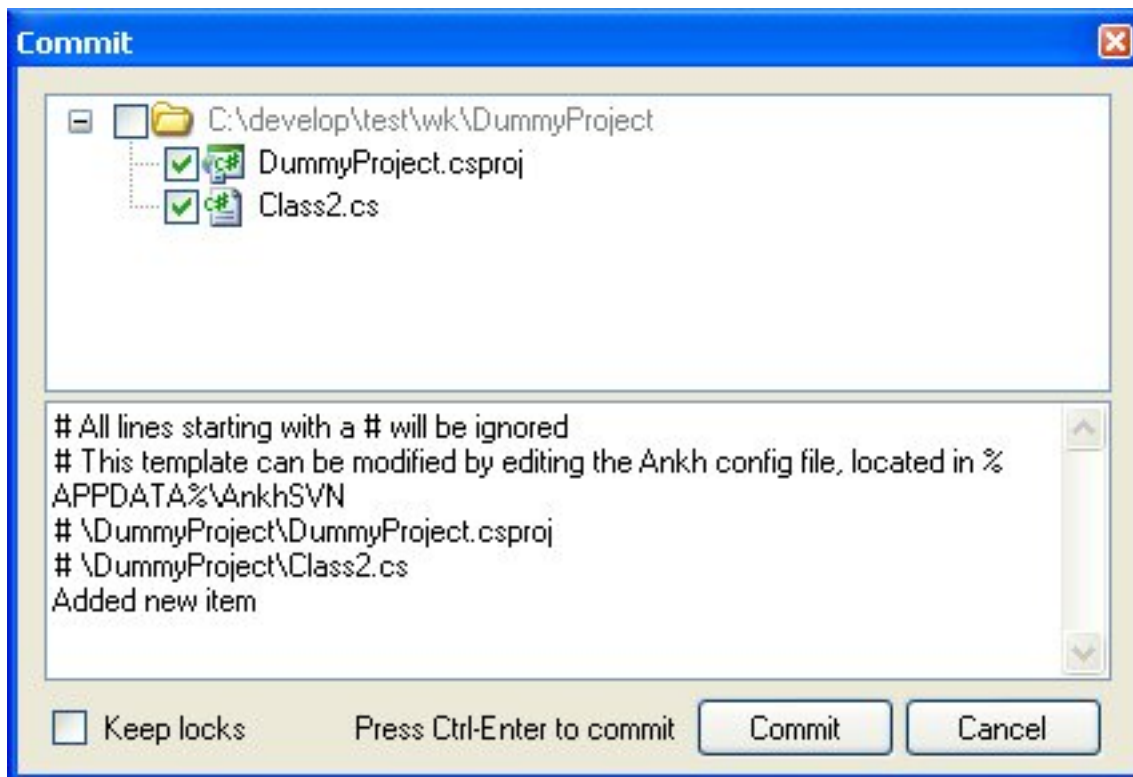 Commit
C:\develop\test\wk\DummyProject
c# DummyProject.csproj
c# Class2.cs
# All lines starting with a # will be ignored
# This template can be modified by editing the Ankh config file, located in %
APPDATA%\AnkhSVN
# \DummyProject\DummyProject.csproj
# \DummyProject\Class2.cs
Added new item
Keep locks Press Ctrl-Enter to commit Commit Cancel